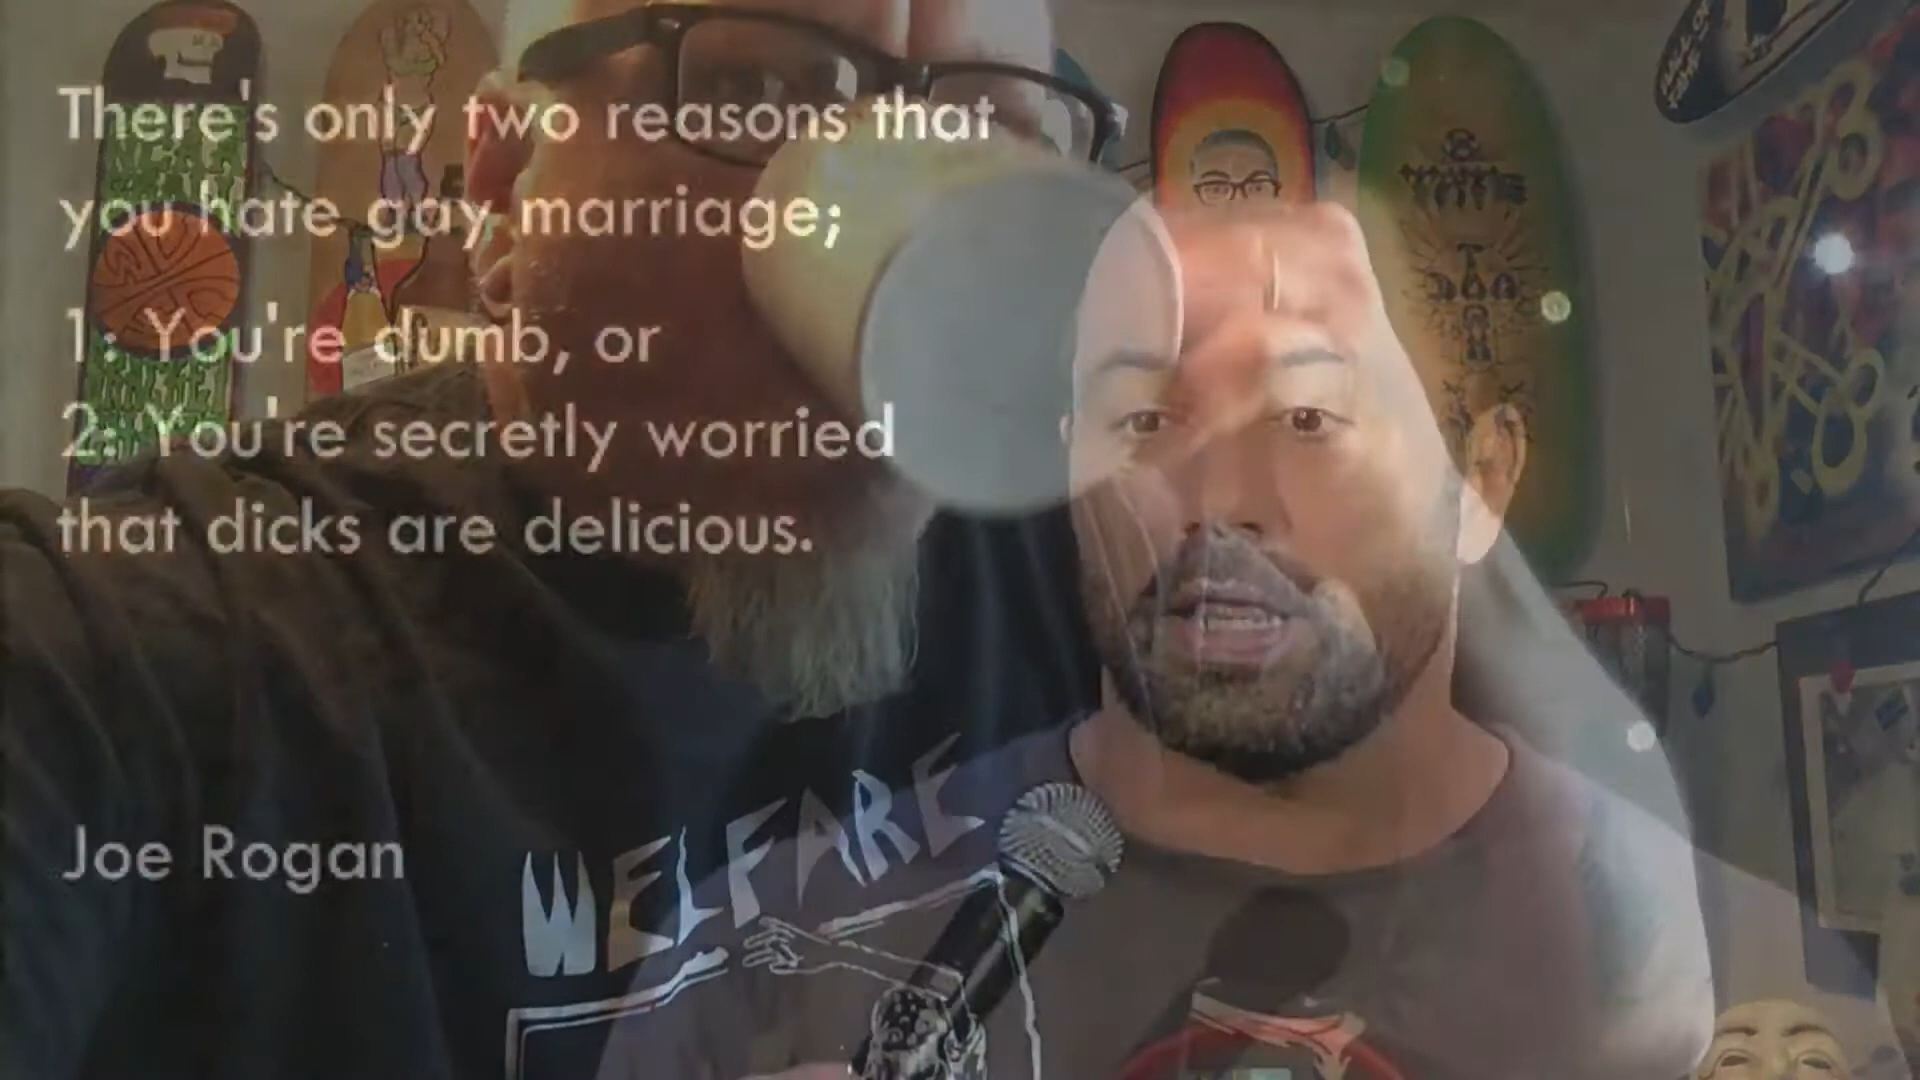 There's only two reasons that
you hate gay marriage;
1: You're dumb, or
2: You're secretly worried
that dicks are delicious.
Joe Rogan
WELFARE